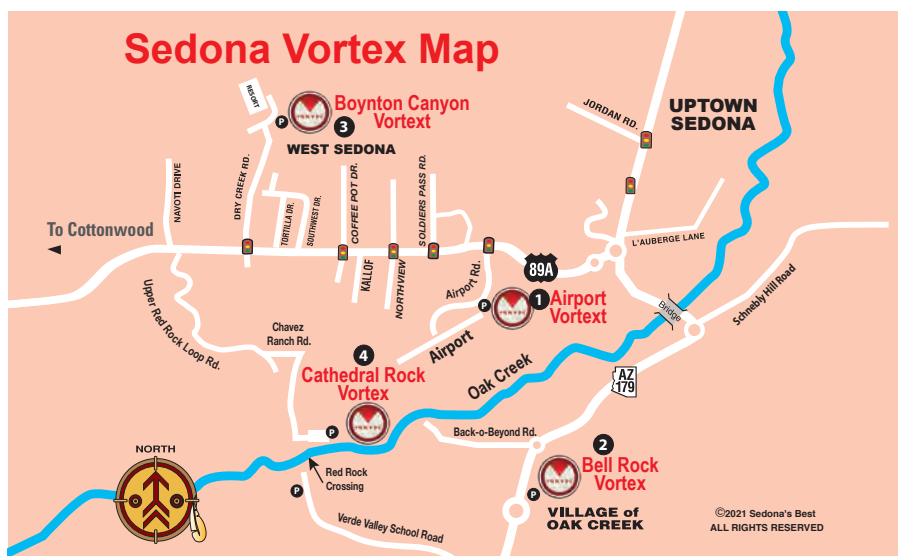 Sedona Vortex Map
RESORT
Boynton Canyon
Vortext
P
3
WEST SEDONA
JORDAN RD.
UPTOWN
SEDONA
NAVOTI DRIVE
DRY CREEK RD.
TORTILLA DR.
SOUTHWEST DR.
COFFEE POT DR.
SOLDIERS PASS RD.
To Cottonwood
L'AUBERGE LANE
KALLOF
NORTHVIEW
89A
Airport Rd.
P
1
Airport
Vortext
Upper Red Rock Loop Rd.
Chavez
Ranch Rd.
Airport
Bridge
Schnebly Hill Road
4
Cathedral Rock
Vortex
Oak Creek
AZ
179
P
Back-o-Beyond Rd.
NORTH
Red Rock
Crossing
2
Bell Rock
Vortex
P
P
VILLAGE of
OAK CREEK
Verde Valley School Road
©2021 Sedona's Best
ALL RIGHTS RESERVED